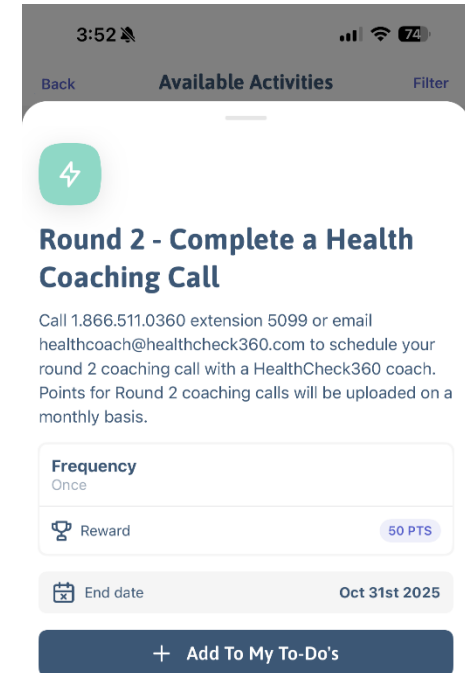 3:52
74
Back Available Activities Filter
Round 2 - Complete a Health
Coaching Call
Call 1.866.511.0360 extension 5099 or email
healthcoach@healthcheck360.com to schedule your
round 2 coaching call with a HealthCheck360 coach.
Points for Round 2 coaching calls will be uploaded on a
monthly basis.
Frequency
Once
Reward 50 PTS
End date Oct 31st 2025
+ Add To My To-Do's